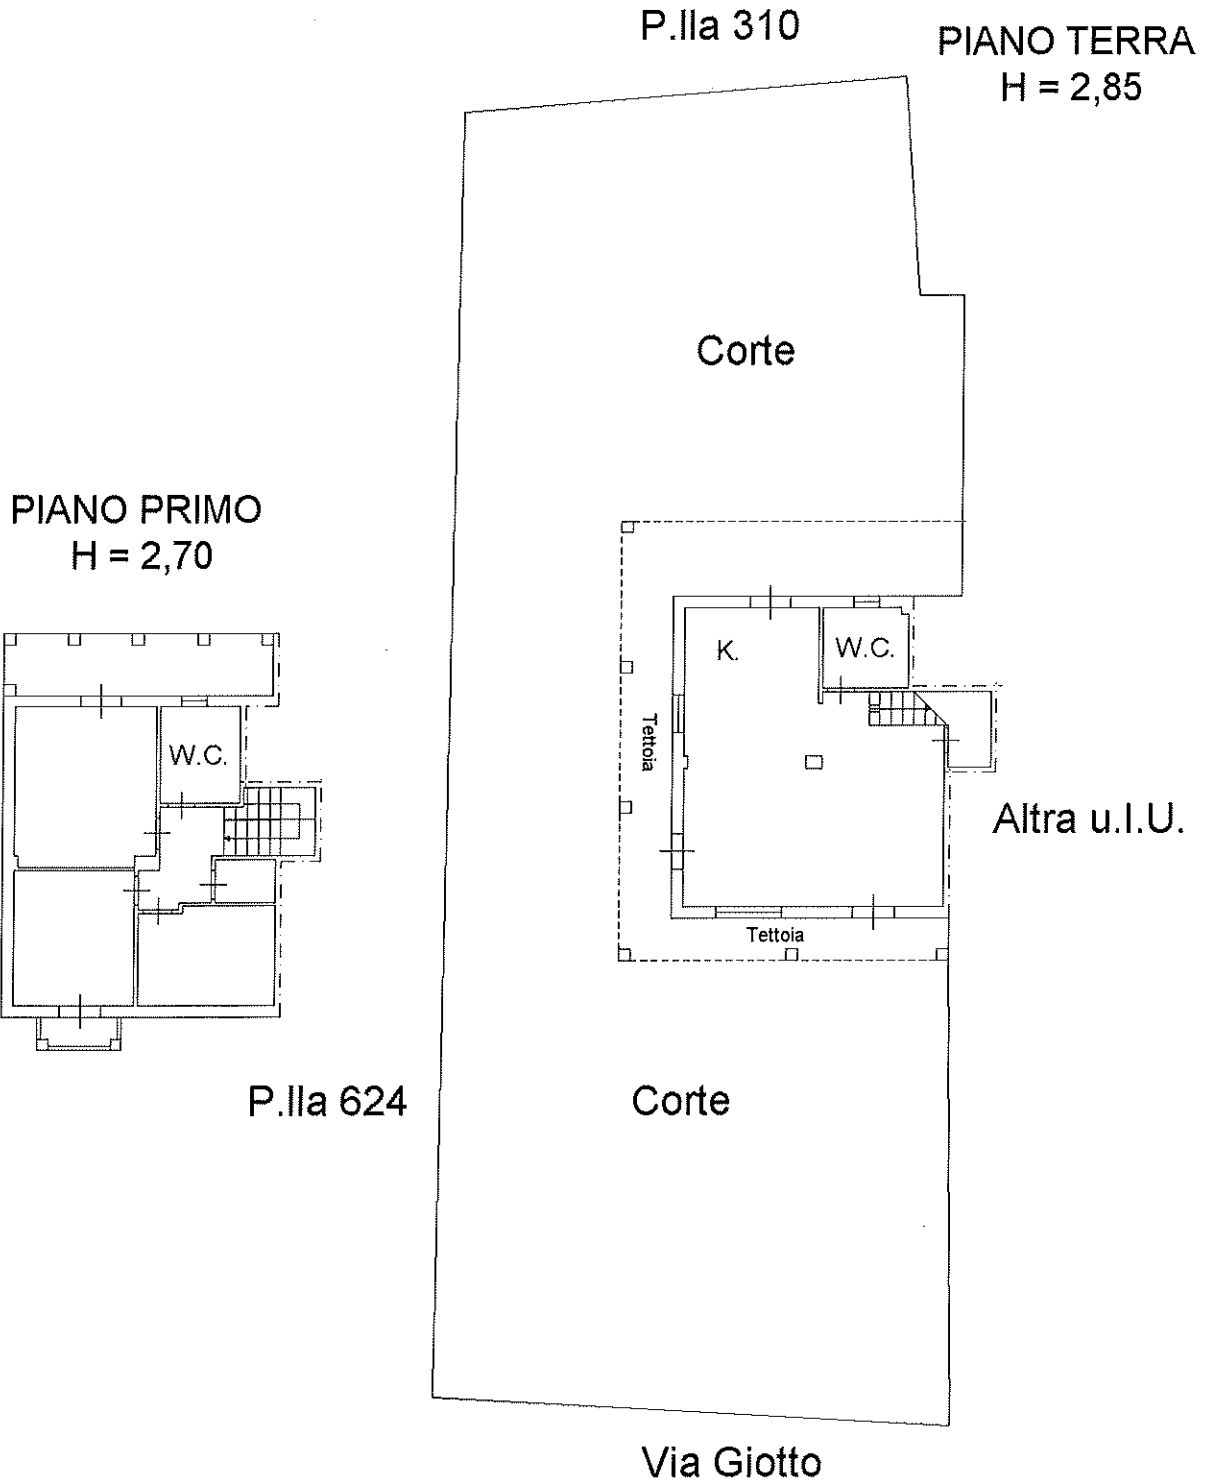 P.lla 310
PIANO TERRA
H = 2,85
Corte
PIANO PRIMO
H = 2,70
K.
W.C.
Tettoia
W.C.
Altra u.I.U.
Tettoia
P.lla 624
Corte
Via Giotto